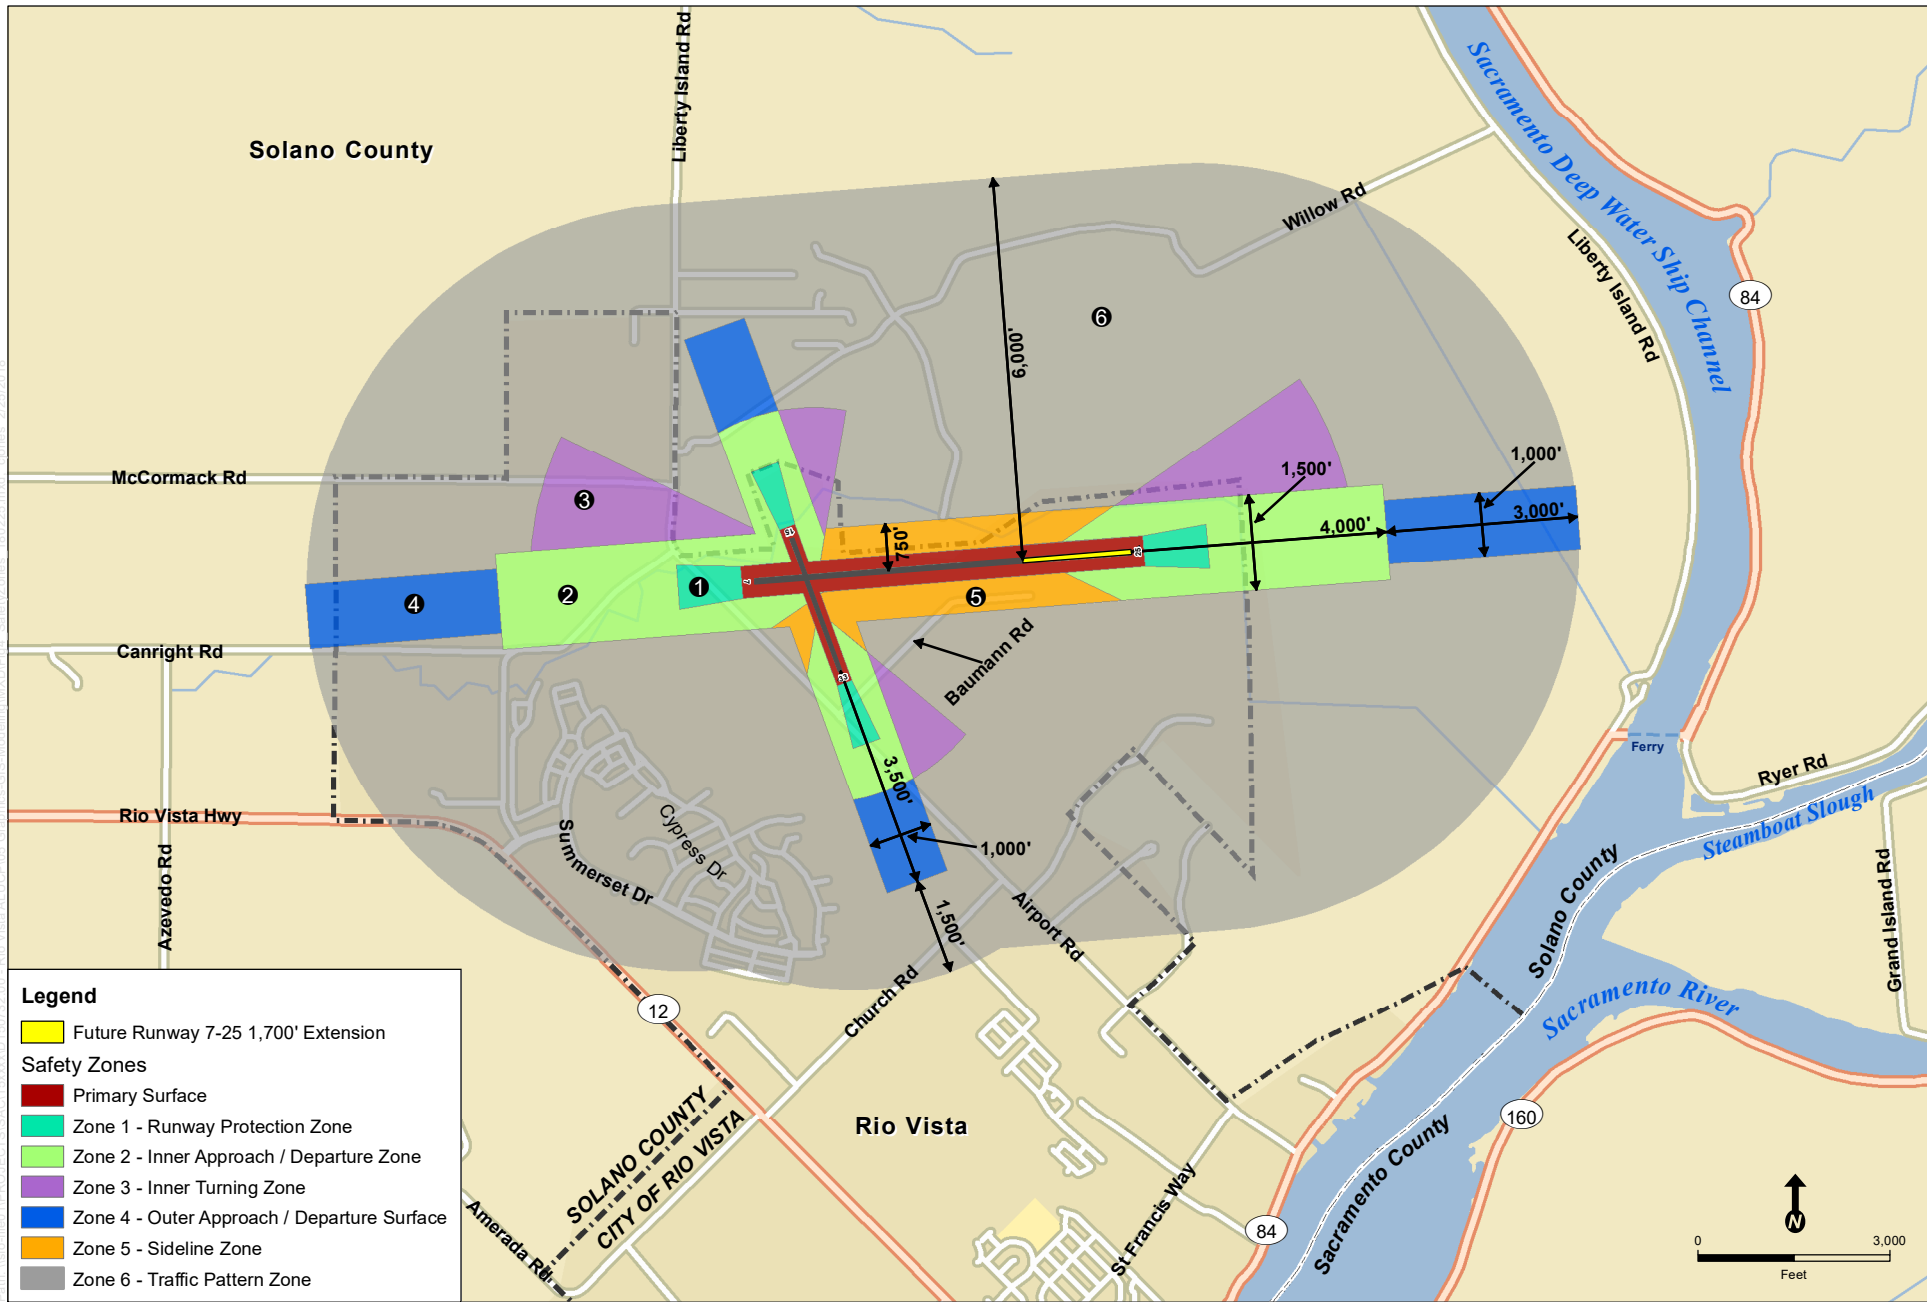 Solano County
Liberty Island Rd
Willow Rd
Sacramento Deep Water Ship Channel
Liberty Island Rd
84
6
6,000'
McCormack Rd
3
1,500'
1,000'
4,000'
3,000'
750'
15
25
7
33
4
2
1
5
Canright Rd
Baumann Rd
Ferry
Ryer Rd
Steamboat Slough
Rio Vista Hwy
Azevedo Rd
Summerset Dr
Cypress Dr
3,500'
1,000'
1,500'
Airport Rd
Church Rd
12
Solano County
Sacramento County
Sacramento River
Grand Island Rd
160
84
Rio Vista
St Francis Way
SOLANO COUNTY
CITY OF RIO VISTA
Amerada Rd
Legend
Future Runway 7-25 1,700' Extension
Safety Zones
Primary Surface
Zone 1 - Runway Protection Zone
Zone 2 - Inner Approach / Departure Zone
Zone 3 - Inner Turning Zone
Zone 4 - Outer Approach / Departure Surface
Zone 5 - Sideline Zone
Zone 6 - Traffic Pattern Zone
N
0 3,000
Feet